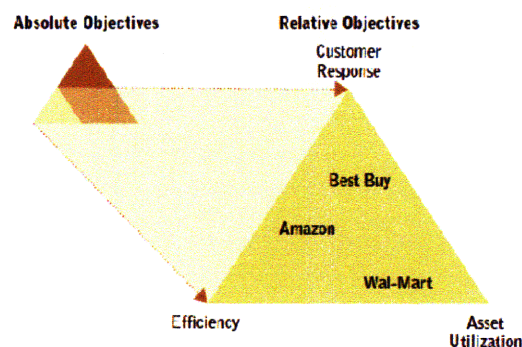 Absolute Objectives
Relative Objectives
Customer
Response
Best Buy
Amazon
Wal-Mart
Efficiency
Asset
Utilization